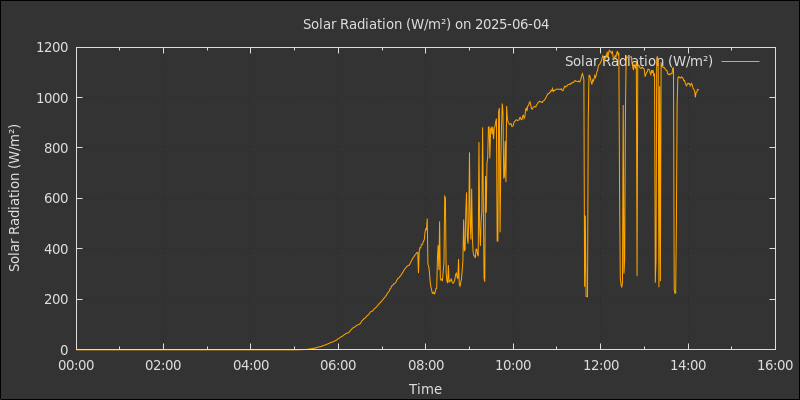 Solar Radiation (W/m²) on 2025-06-04
Solar Radiation (W/m²)
Solar Radiation (W/m²)
1200
1000
800
600
400
200
0
00:00 02:00 04:00 06:00 08:00 10:00 12:00 14:00 16:00
Time